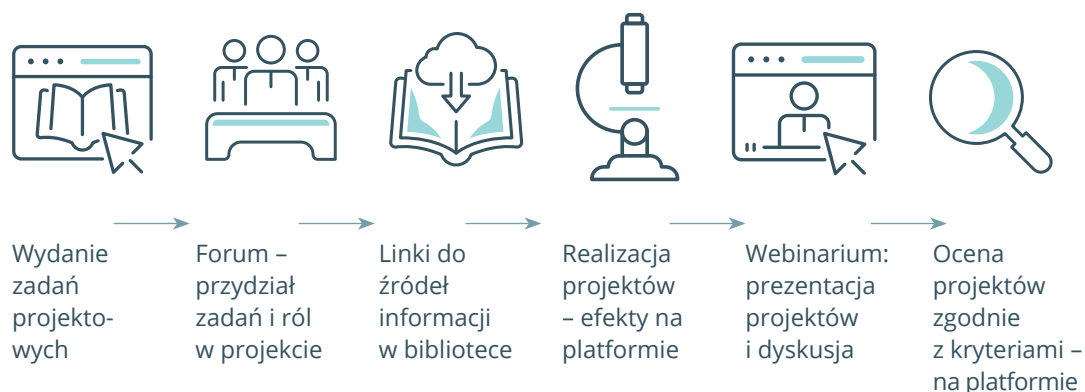 Wydanie
zadań
projekto-
wych
Forum –
przydział
zadań i ról
w projekcie
Linki do
źródeł
informacji
w bibliotece
Realizacja
projektów
– efekty na
platformie
Webinarium:
prezentacja
projektów
i dyskusja
Ocena
projektów
zgodnie
z kryteriami –
na platformie